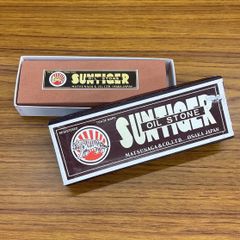 SUNTIGER
MATSUNAGA & CO., LTD. OSAKA JAPAN
SUNTIGER
OIL STONE
MATSUNAGA & CO., LTD. OSAKA JAPAN